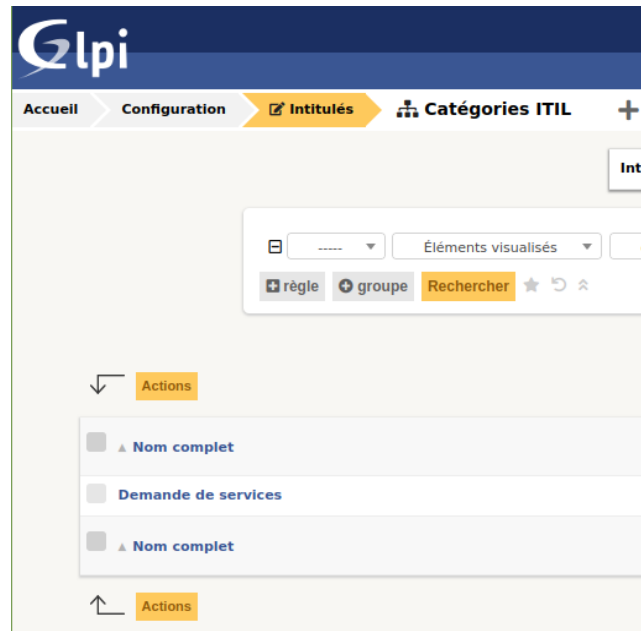 Glpi
Accueil Configuration Intitulés Catégories ITIL
Int
----- Éléments visualisés
règle groupe Rechercher
Actions
Nom complet
Demande de services
Nom complet
Actions